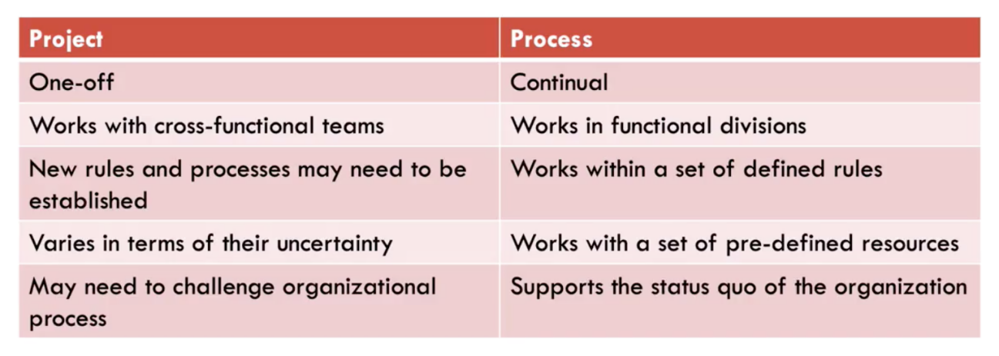 Project
Process
One-off
Continual
Works with cross-functional teams
Works in functional divisions
New rules and processes may need to be
established
Works within a set of defined rules
Varies in terms of their uncertainty
Works with a set of pre-defined resources
May need to challenge organizational
process
Supports the status quo of the organization